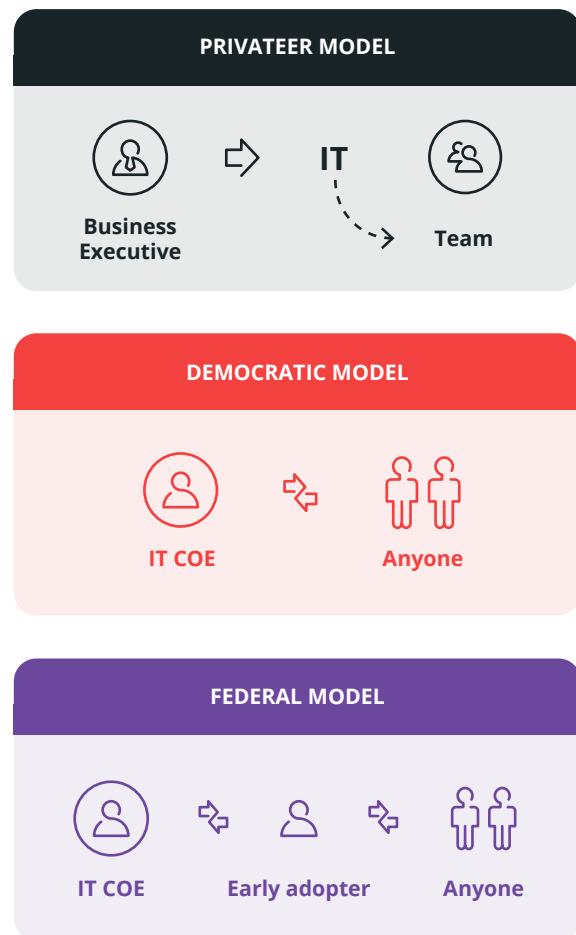 PRIVATEER MODEL
IT
Business
Executive
Team
DEMOCRATIC MODEL
IT COE
Anyone
FEDERAL MODEL
IT COE
Early adopter
Anyone